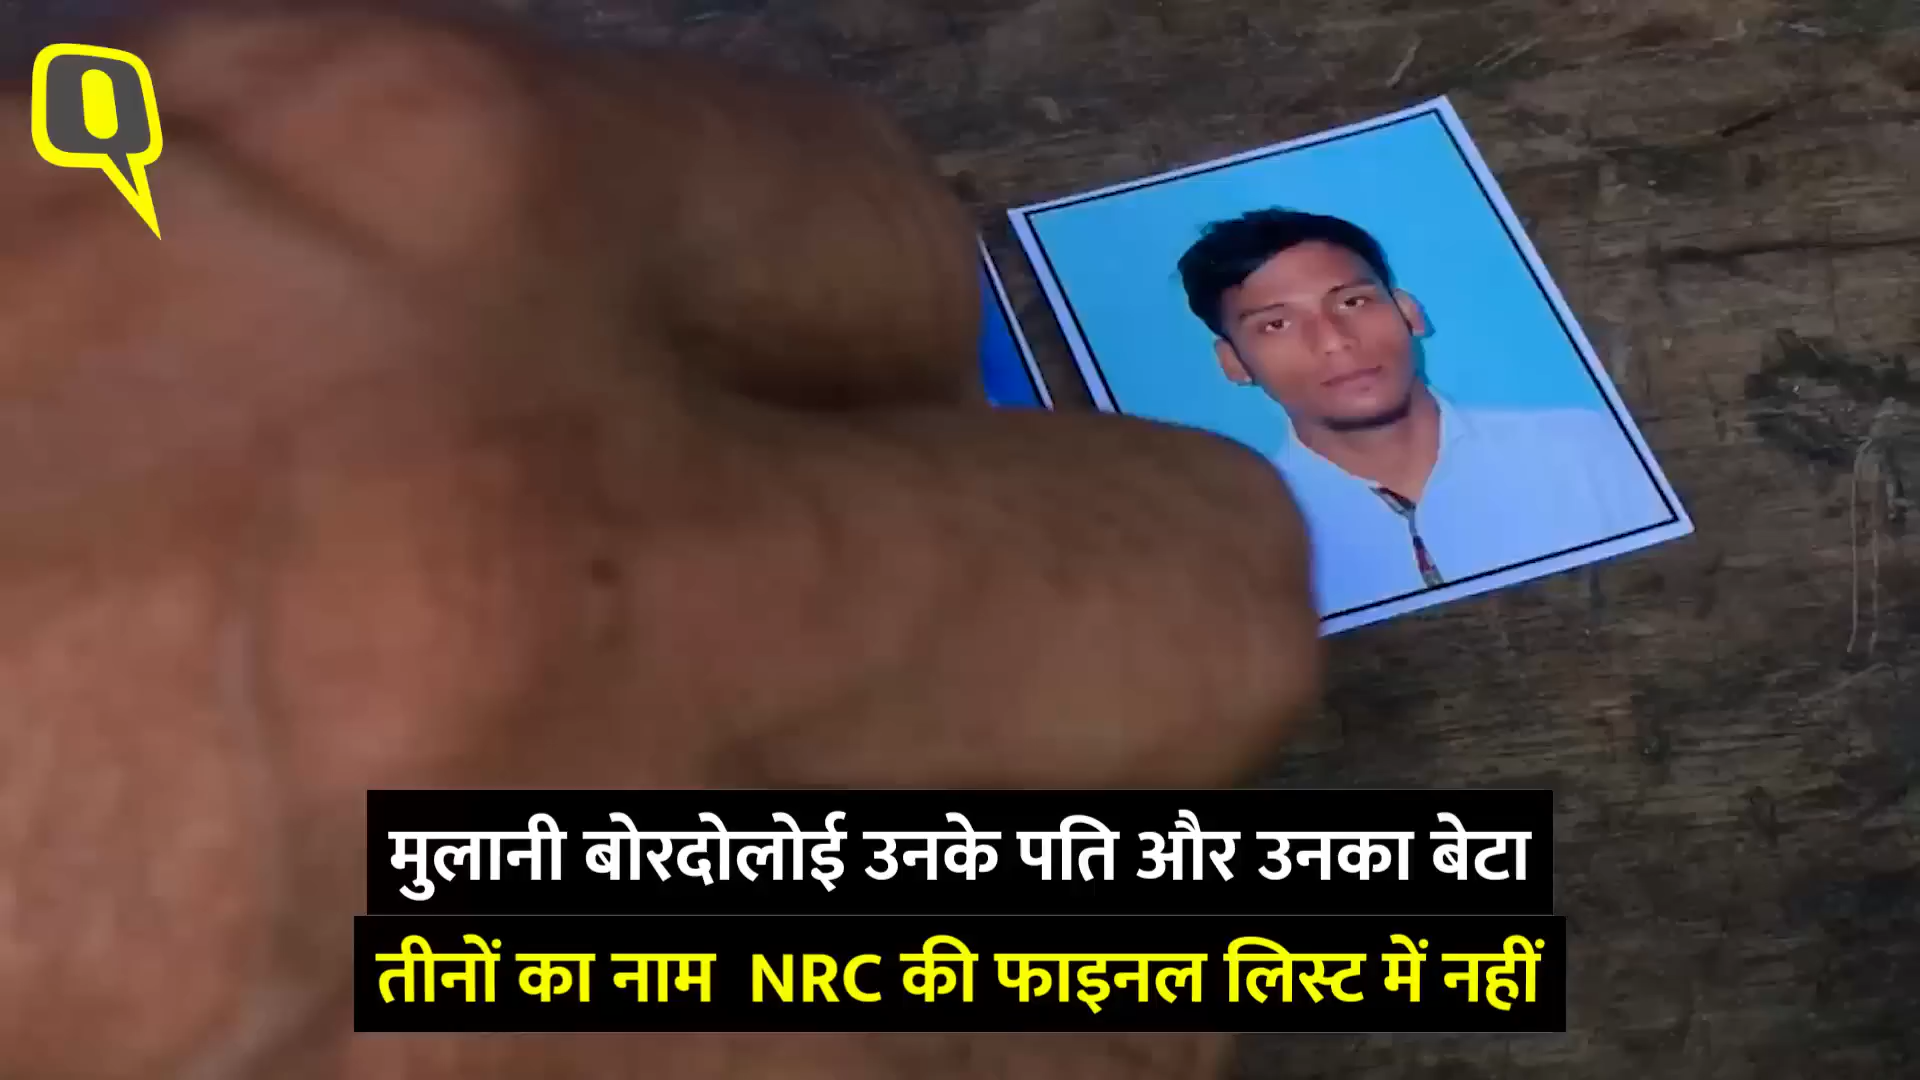 मुलानी बोरदोलोई उनके पति और उनका बेटा
तीनों का नाम  NRC की फाइनल लिस्ट में नहीं